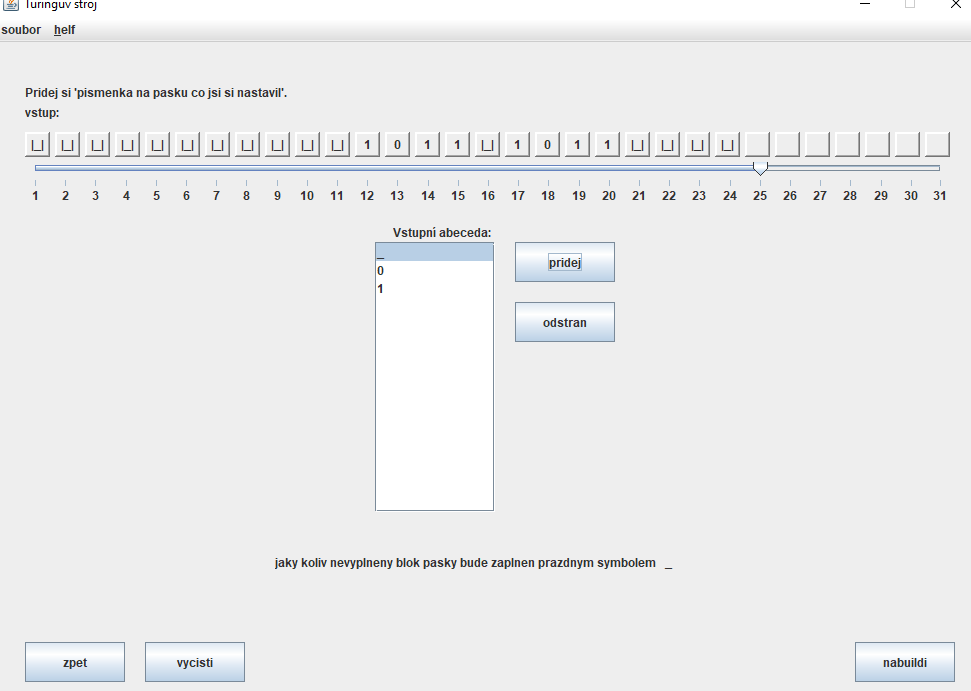 Turingův stroj
soubor helf
Pridej si 'pismenka na pasku co jsi si nastavil'.
vstup:
|_| |_| |_| |_| |_| |_| |_| |_| |_| |_| |_| 1 0 1 1 |_| 1 0 1 1 |_| |_| |_| |_|
1 2 3 4 5 6 7 8 9 10 11 12 13 14 15 16 17 18 19 20 21 22 23 24 25 26 27 28 29 30 31
Vstupní abeceda:
_
0
1
pridej
odstran
jaky koliv nevyplneny blok pasky bude zaplnen prazdnym symbolem _
zpet vycisti nabuildi